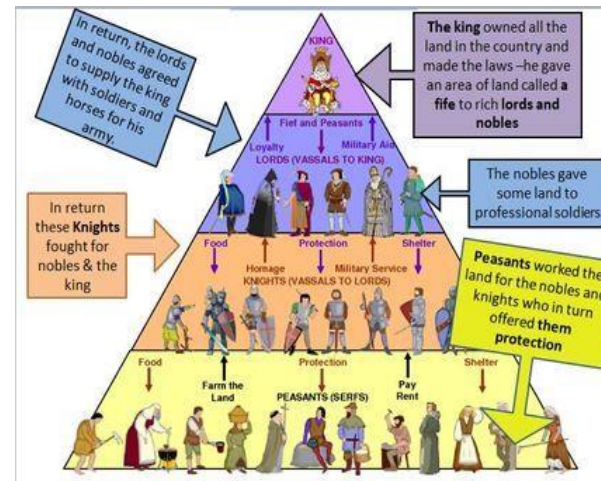 In return, the lords
and nobles agreed
to supply the king
with soldiers and
horses for his
army.
KING
The king owned all the
land in the country and
made the laws –he gave
an area of land called a
fife to rich lords and
nobles
Fief and Peasants
Loyalty
Military Aid
LORDS (VASSALS TO KING)
The nobles gave
some land to
professional soldiers
In return
these Knights
fought for
nobles & the
king
Food
Protection
Shelter
Homage
Military Service
KNIGHTS (VASSALS TO LORDS)
Peasants worked the
land for the nobles and
knights who in turn
offered them
protection
Food
Protection
Shelter
Farm the
Land
Pay
Rent
PEASANTS (SERFS)